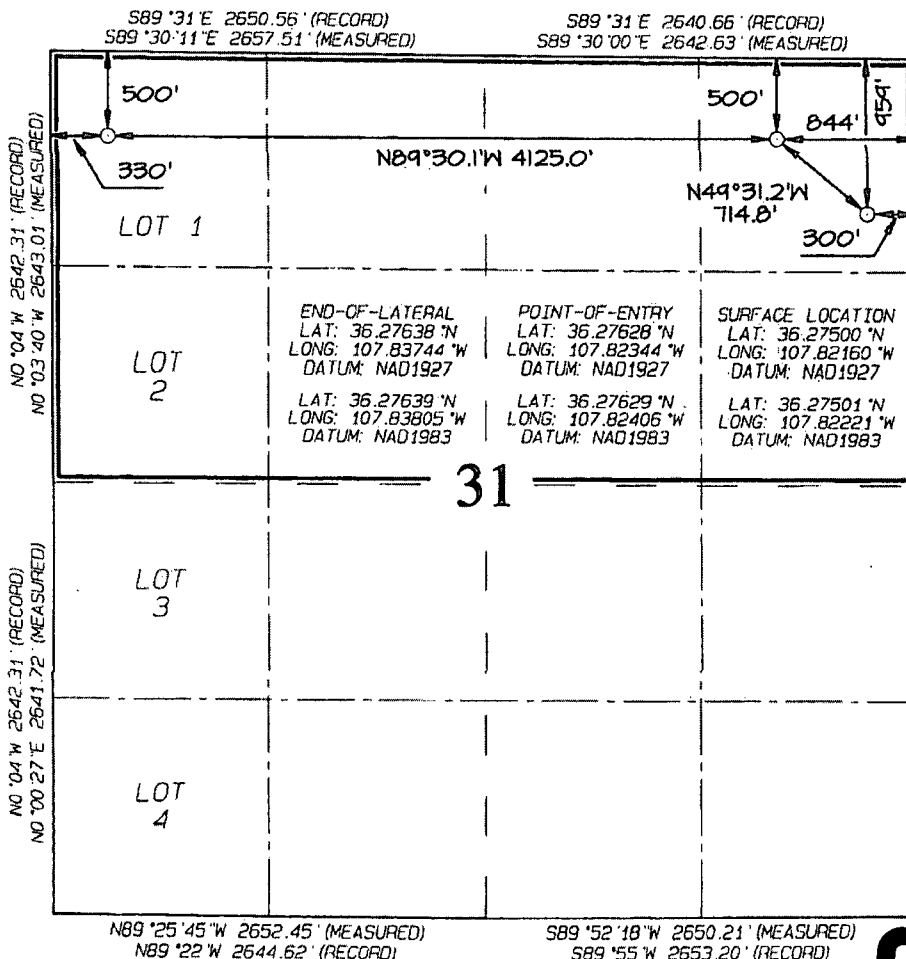 S89°31'E 2650.56' (RECORD)
S89°30'11"E 2657.51' (MEASURED)
S89°31'E 2640.66' (RECORD)
S89°30'00"E 2642.63' (MEASURED)
500'
500'
959'
844'
N89°30.1'W 4125.0'
330'
N49°31.2'W
714.8'
300'
N0°04'W 2642.31' (RECORD)
N0°03'40"W 2643.01' (MEASURED)
LOT 1
LOT
2
END-OF-LATERAL
LAT: 36.27638°N
LONG: 107.83744°W
DATUM: NAD1927
LAT: 36.27639°N
LONG: 107.83805°W
DATUM: NAD1983
POINT-OF-ENTRY
LAT: 36.27628°N
LONG: 107.82344°W
DATUM: NAD1927
LAT: 36.27629°N
LONG: 107.82406°W
DATUM: NAD1983
SURFACE LOCATION
LAT: 36.27500°N
LONG: 107.82160°W
DATUM: NAD1927
LAT: 36.27501°N
LONG: 107.82221°W
DATUM: NAD1983
31
N0°04'W 2642.31' (RECORD)
N0°00'27"E 2641.72' (MEASURED)
LOT
3
LOT
4
N89°25'45"W 2652.45' (MEASURED)
N89°22'W 2644.62' (RECORD)
S89°52'18"W 2650.21' (MEASURED)
S89°55'W 2653.20' (RECORD)